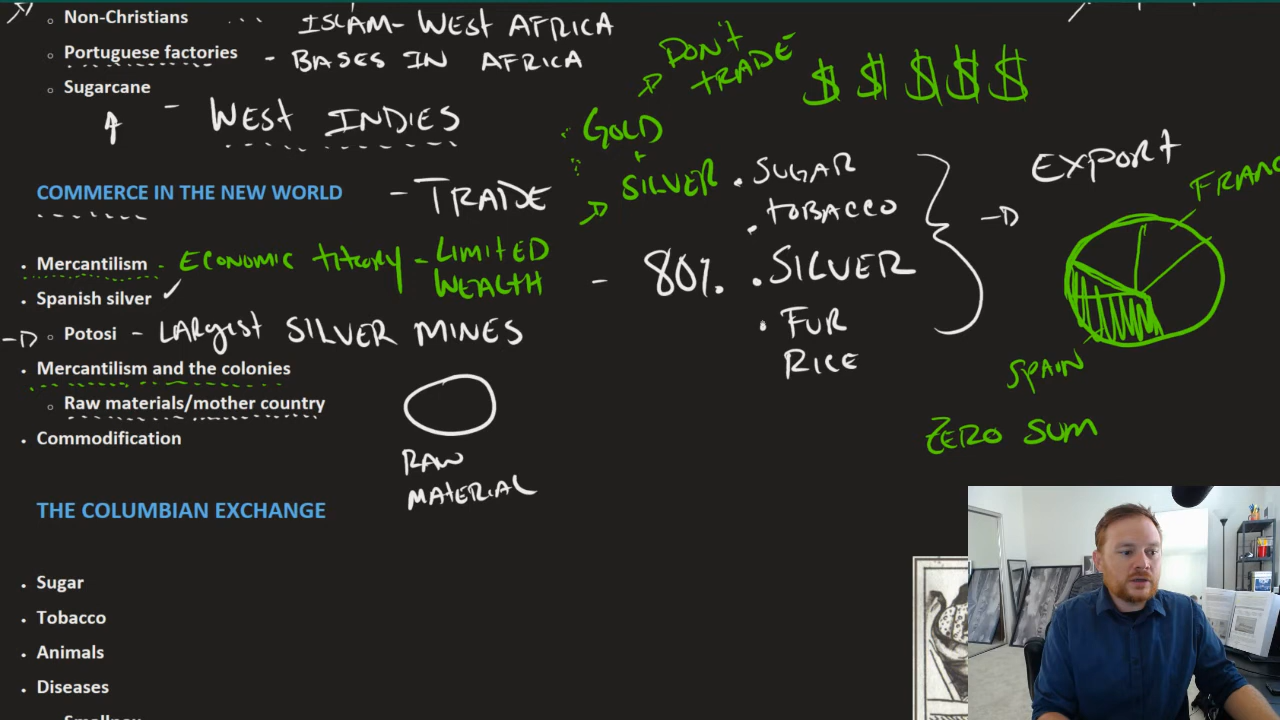 Non-Christians ... ISLAM- WEST AFRICA
Portuguese factories - BASES IN AFRICA
Sugarcane - WEST INDIES
DON'T
TRADE
$ $ $ $ $
GOLD
+
SILVER
COMMERCE IN THE NEW WORLD - TRADE
Mercantilism - ECONOMIC THEORY - LIMITED
WEALTH
Spanish silver
Potosi - LARGEST SILVER MINES
Mercantilism and the colonies
Raw materials/mother country
Commodification
RAW
MATERIAL
- 80%
• SUGAR
• TOBACCO
• SILVER
• FUR
RICE
EXPORT
FRANC
SPAIN
ZERO SUM
THE COLUMBIAN EXCHANGE
Sugar
Tobacco
Animals
Diseases
Smallpox